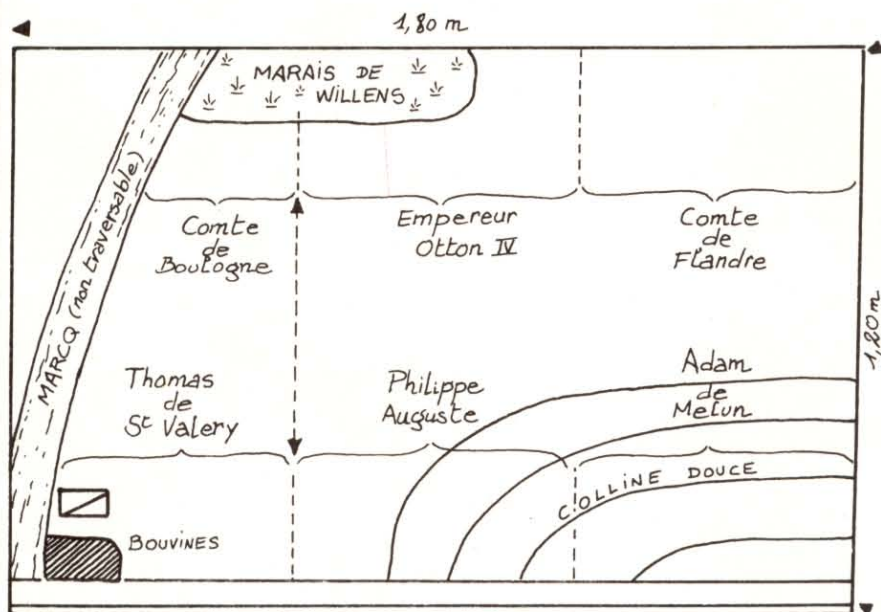 1,80 m
MARAIS DE
WILLENS
MARCQ (non traversable)
Comte
de
Boulogne
Empereur
Otton IV
Comte
de
Flandre
1,20 m
Thomas
de
St Valery
Philippe
Auguste
Adam
de
Melun
COLLINE DOUCE
BOUVINES